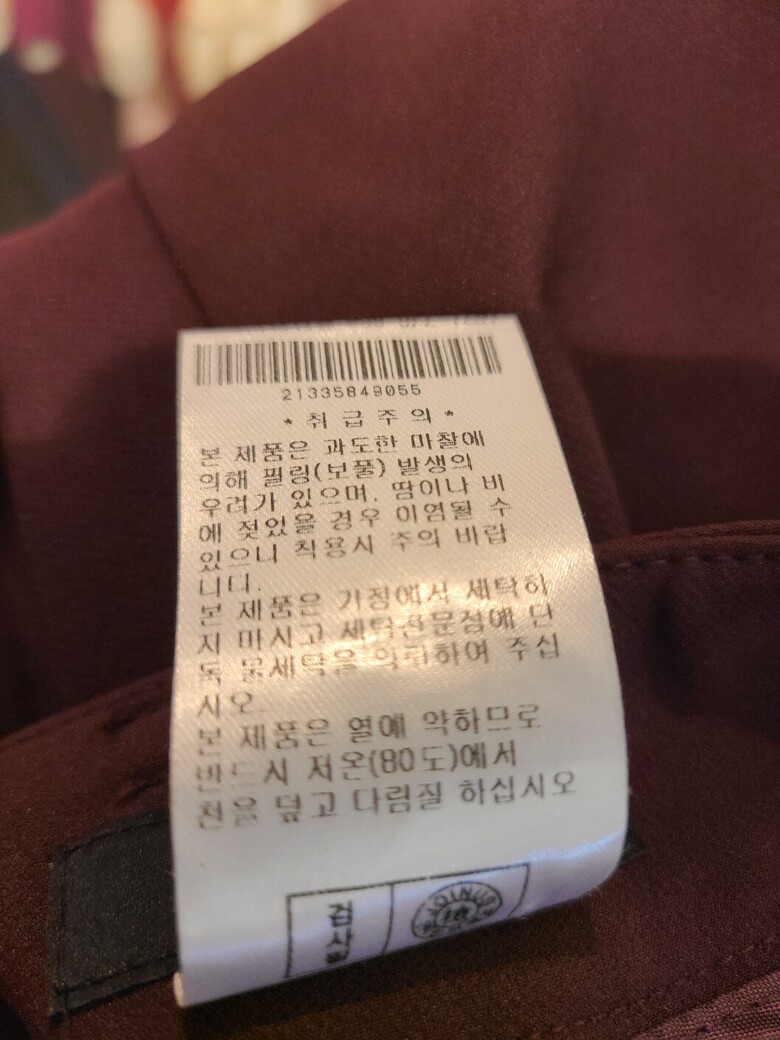 21335849055
*취급주의*
본 제품은 과도한 마찰에
의해 필링(보풀) 발생의
우려가 있으며, 땀이나 비
에 젖었을 경우 이염될 수
있으니 착용시 주의 바랍
니다.
본 제품은 가정에서 세탁하
지 마시고 세탁전문점에 단
독 물세탁을 의뢰하여 주십
시오.
본 제품은 열에 약하므로
반드시 저온(80도)에서
천을 덮고 다림질 하십시오
검사필
JOINUS